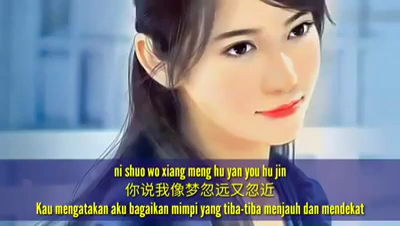 ni shuo wo xiang meng hu yan you hu jin
你说我像梦忽远又忽近
Kau mengatakan aku bagaikan mimpi yang tiba-tiba menjauh dan mendekat